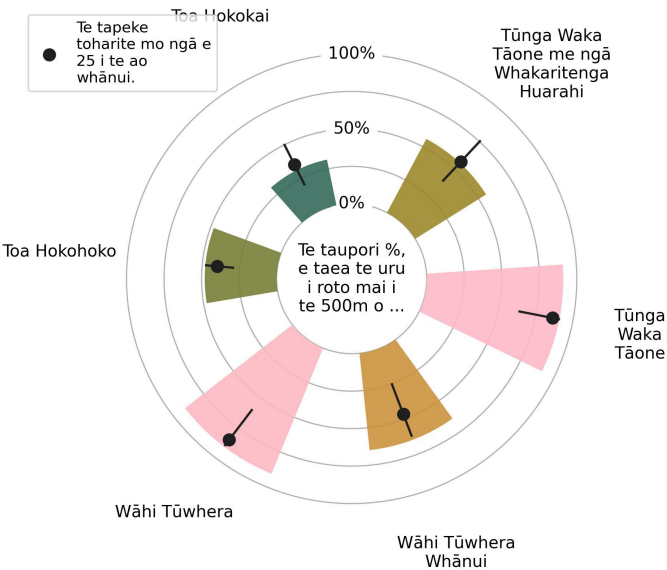 Toa Hokokai
Te tapeke
toharite mo ngā e
25 i te ao
whānui.
Tūnga Waka
Tāone me ngā
Whakaritenga
Huarahi
100%
50%
0%
Te taupori %,
e taea te uru
i roto mai i
te 500m o ...
Toa Hokohoko
Tūnga
Waka
Tāone
Wāhi Tūwhera
Wāhi Tūwhera
Whānui